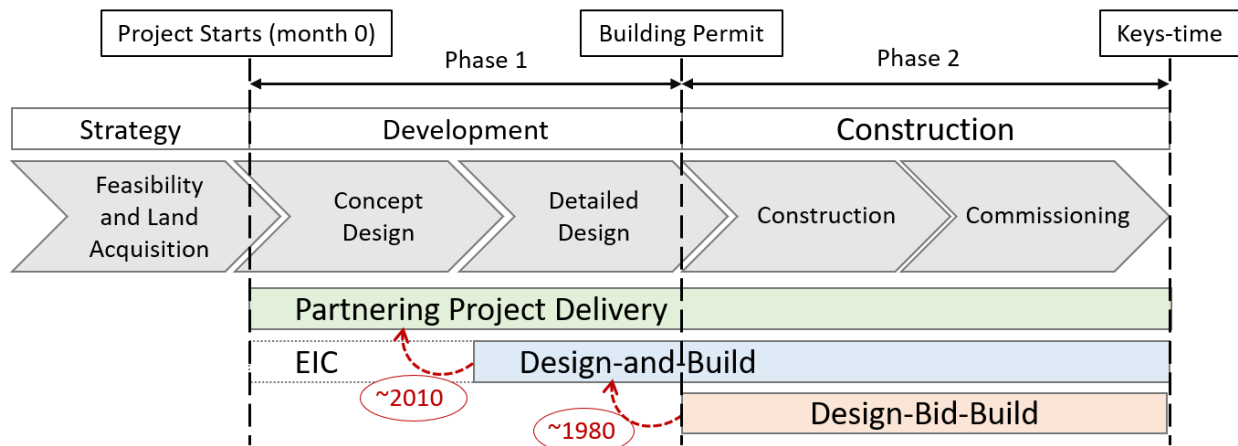 Project Starts (month 0)
Building Permit
Keys-time
Phase 1
Phase 2
Strategy
Development
Construction
Feasibility
and Land
Acquisition
Concept
Design
Detailed
Design
Construction
Commissioning
Partnering Project Delivery
EIC
Design-and-Build
~2010
Design-Bid-Build
~1980